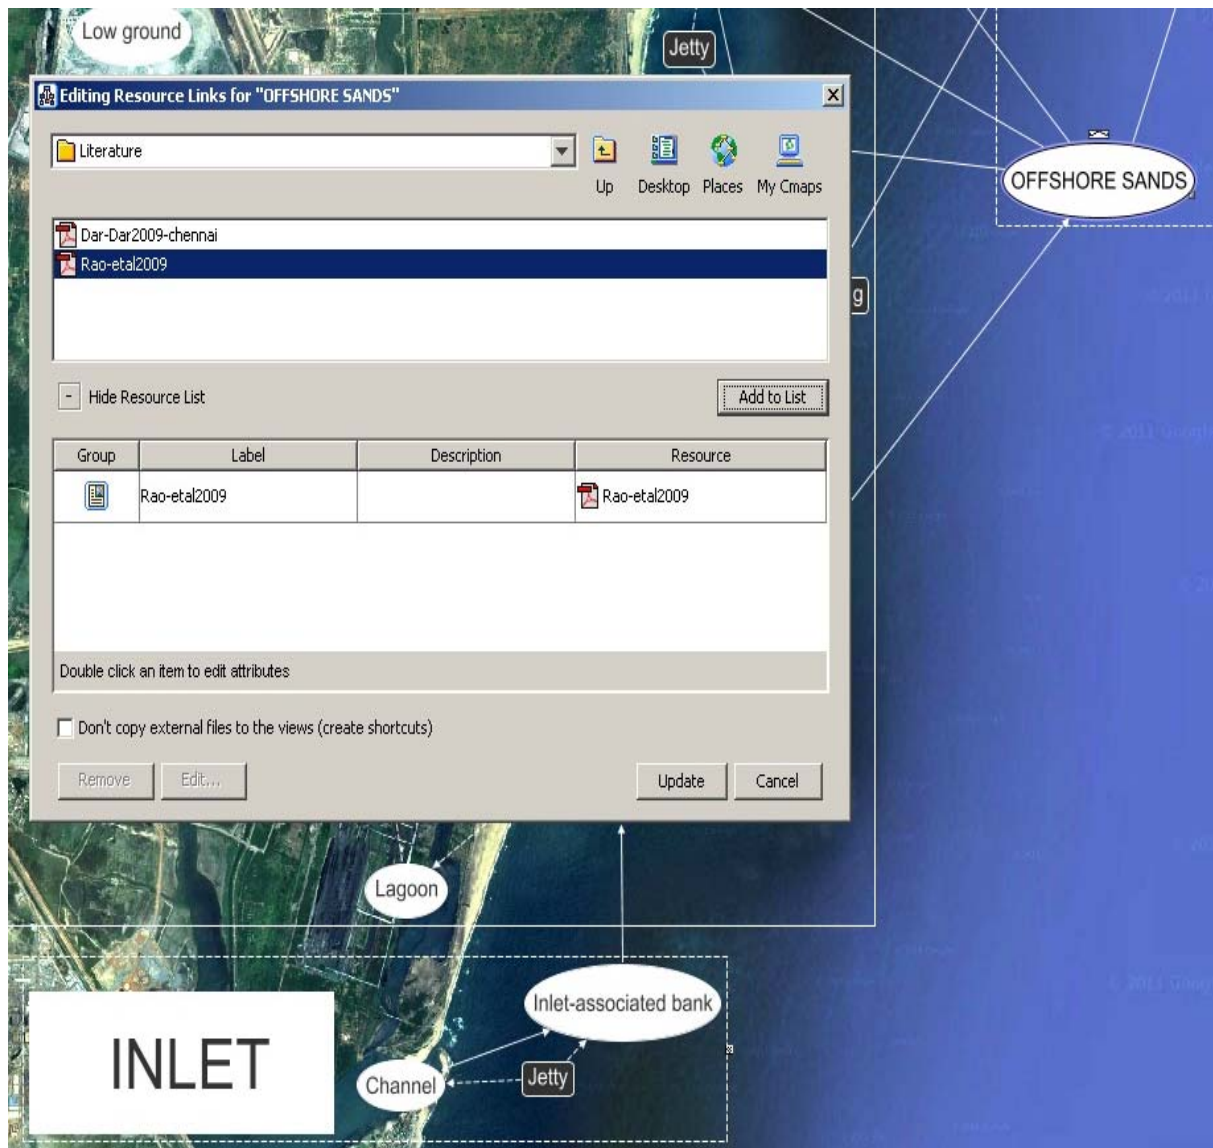 Low ground
Jetty
Editing Resource Links for "OFFSHORE SANDS"
Literature
Up Desktop Places My Cmaps
OFFSHORE SANDS
Dar-Dar2009-chennai
Rao-etal2009
g
- Hide Resource List
Add to List
Group Label Description Resource
Rao-etal2009 Rao-etal2009
Double click an item to edit attributes
Don't copy external files to the views (create shortcuts)
Remove Edit... Update Cancel
Lagoon
Inlet-associated bank
INLET
Channel
Jetty